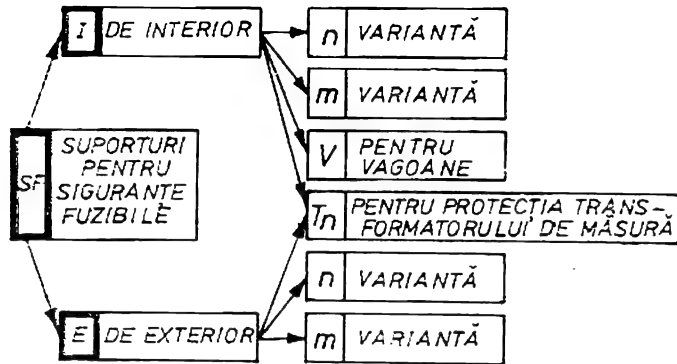 I DE INTERIOR
n VARIANTĂ
m VARIANTĂ
V PENTRU
VAGOANE
SF SUPORTURI
PENTRU
SIGURANTE
FUZIBILE
Tn PENTRU PROTECȚIA TRANS-
FORMATORULUI DE MĂSURĂ
n VARIANTĂ
E DE EXTERIOR
m VARIANTĂ